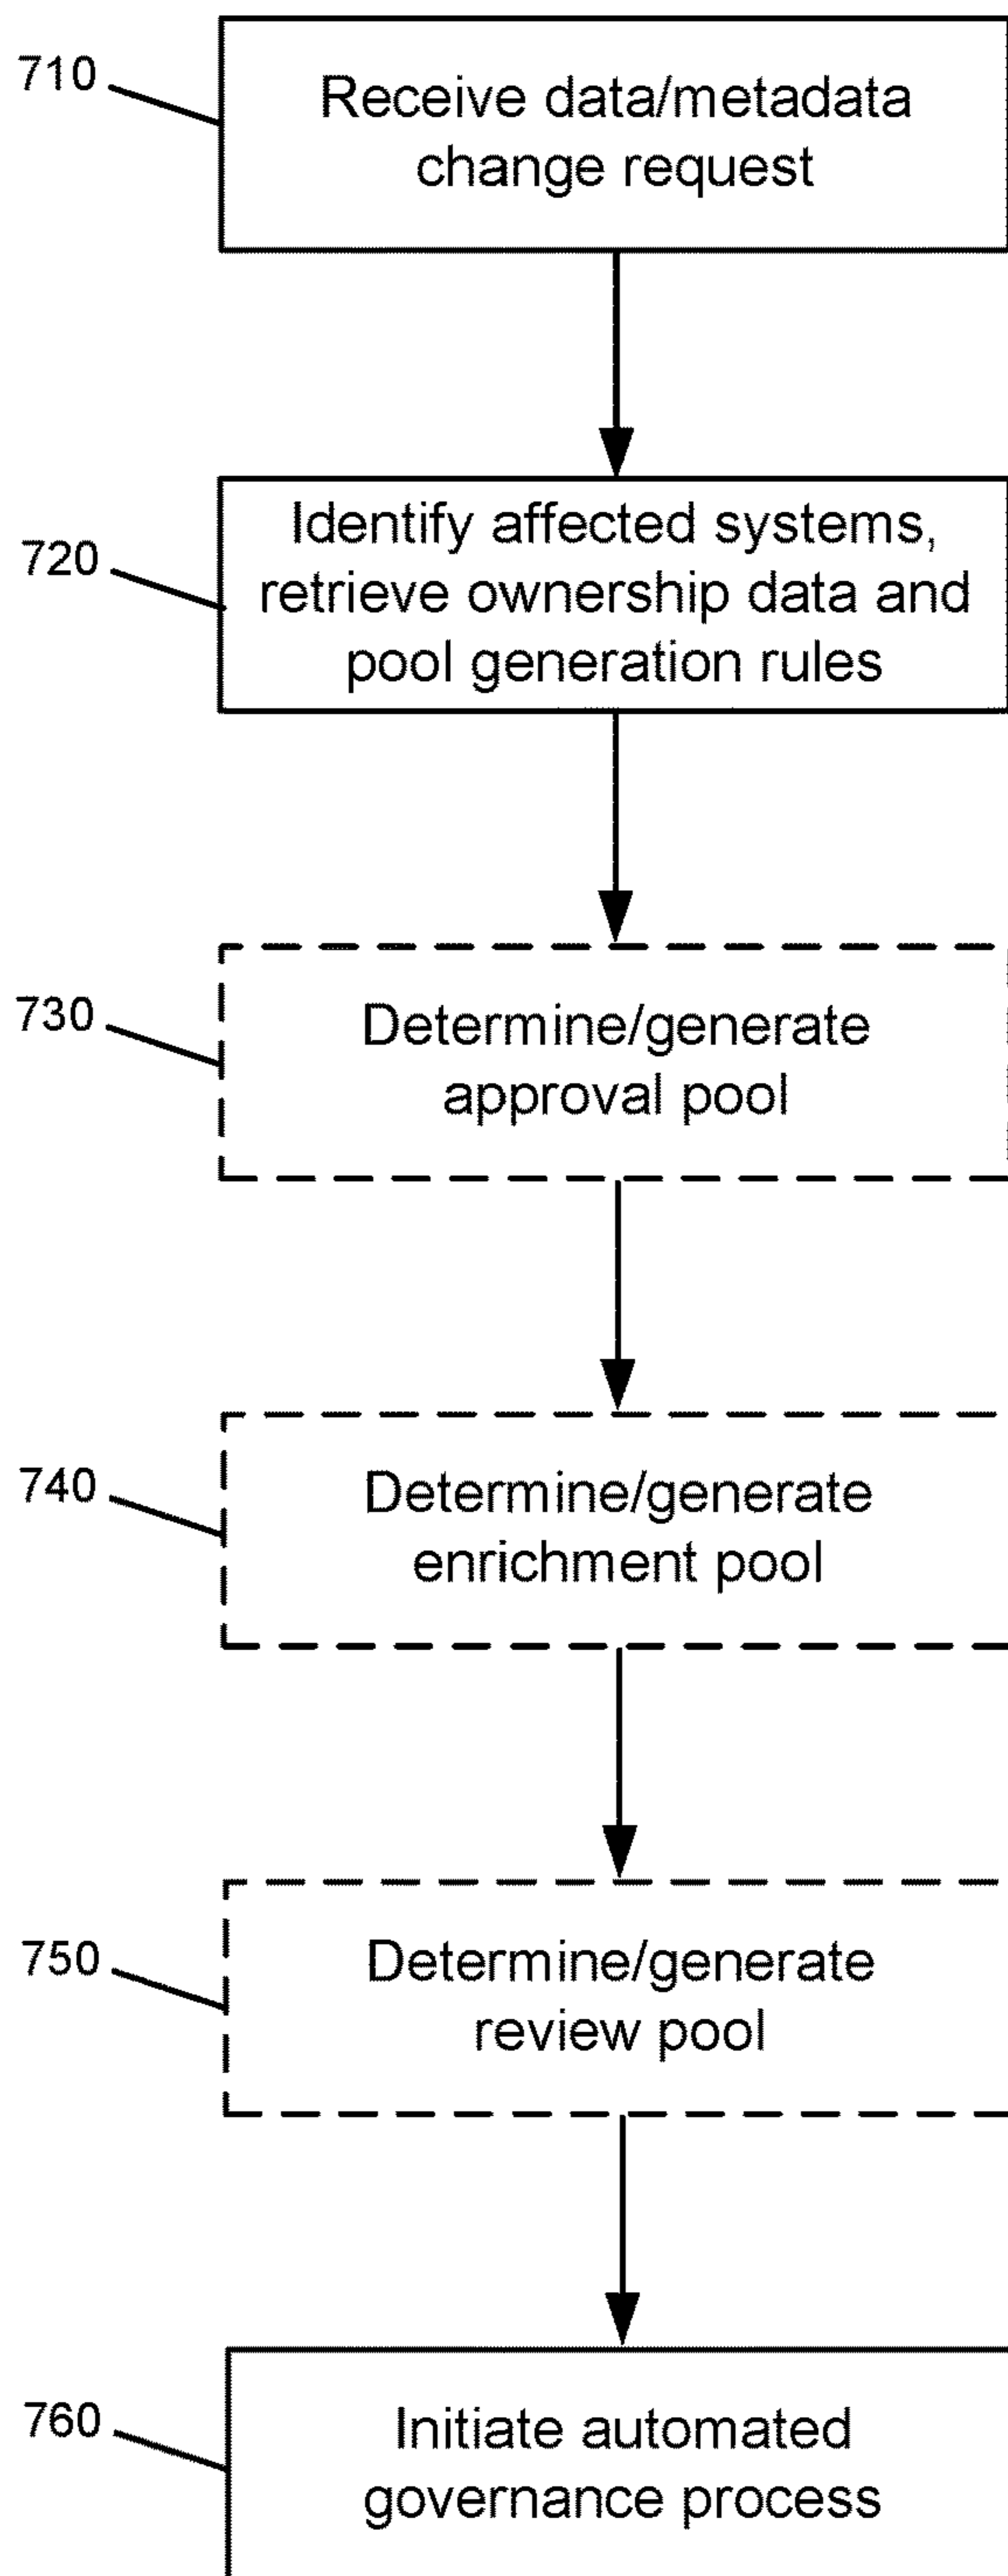 710
Receive data/metadata
change request
720
Identify affected systems,
retrieve ownership data and
pool generation rules
730
Determine/generate
approval pool
740
Determine/generate
enrichment pool
750
Determine/generate
review pool
760
Initiate automated
governance process